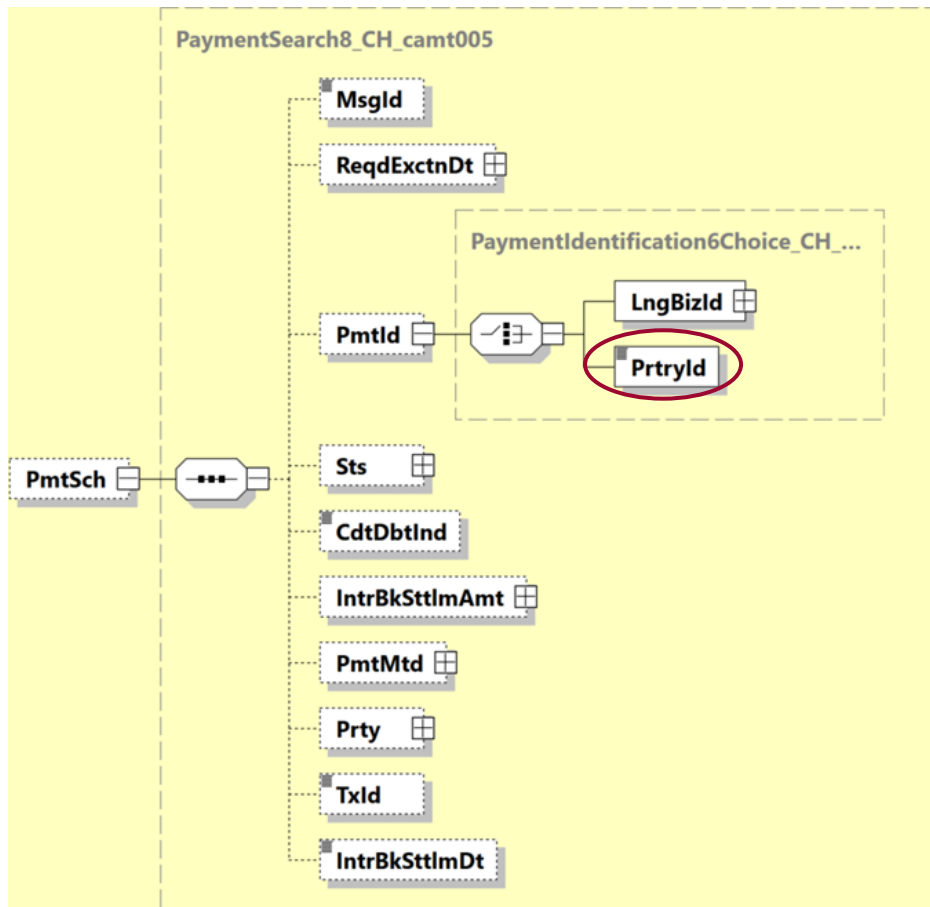 PaymentSearch8_CH_camt005
MsgId
ReqdExctnDt
PaymentIdentification6Choice_CH_...
LngBizId
PmtId
PrtryId
Sts
PmtSch
CdtDbtInd
IntrBkSttlmAmt
PmtMtd
Prty
TxId
IntrBkSttlmDt